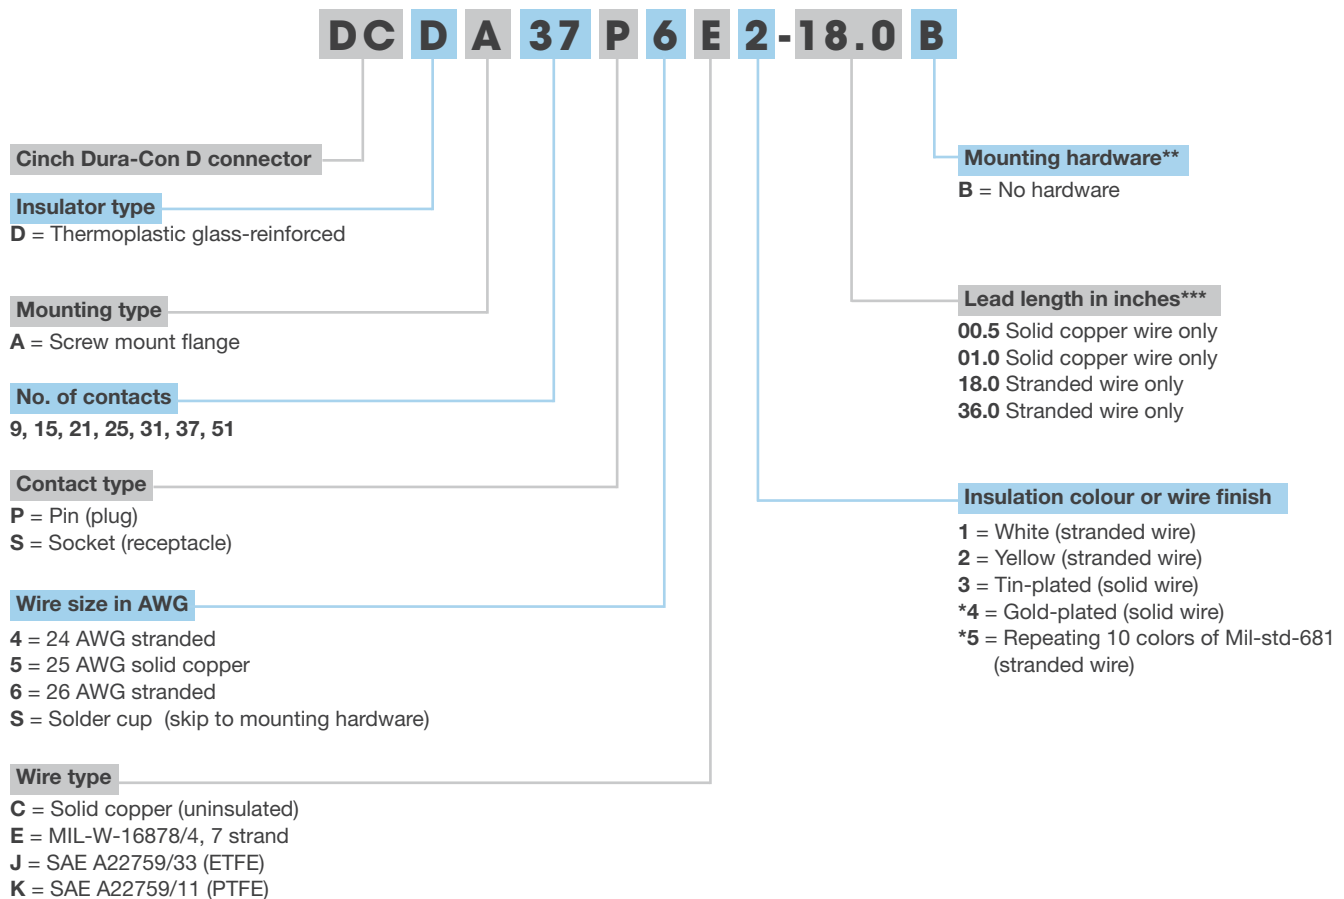 DCDA37P6E2-18.0B
Cinch Dura-Con D connector
Insulator type
D = Thermoplastic glass-reinforced
Mounting type
A = Screw mount flange
No. of contacts
9, 15, 21, 25, 31, 37, 51
Contact type
P = Pin (plug)
S = Socket (receptacle)
Wire size in AWG
4 = 24 AWG stranded
5 = 25 AWG solid copper
6 = 26 AWG stranded
S = Solder cup (skip to mounting hardware)
Wire type
C = Solid copper (uninsulated)
E = MIL-W-16878/4, 7 strand
J = SAE A22759/33 (ETFE)
K = SAE A22759/11 (PTFE)
Mounting hardware**
B = No hardware
Lead length in inches***
00.5 Solid copper wire only
01.0 Solid copper wire only
18.0 Stranded wire only
36.0 Stranded wire only
Insulation colour or wire finish
1 = White (stranded wire)
2 = Yellow (stranded wire)
3 = Tin-plated (solid wire)
*4 = Gold-plated (solid wire)
*5 = Repeating 10 colors of Mil-std-681
(stranded wire)